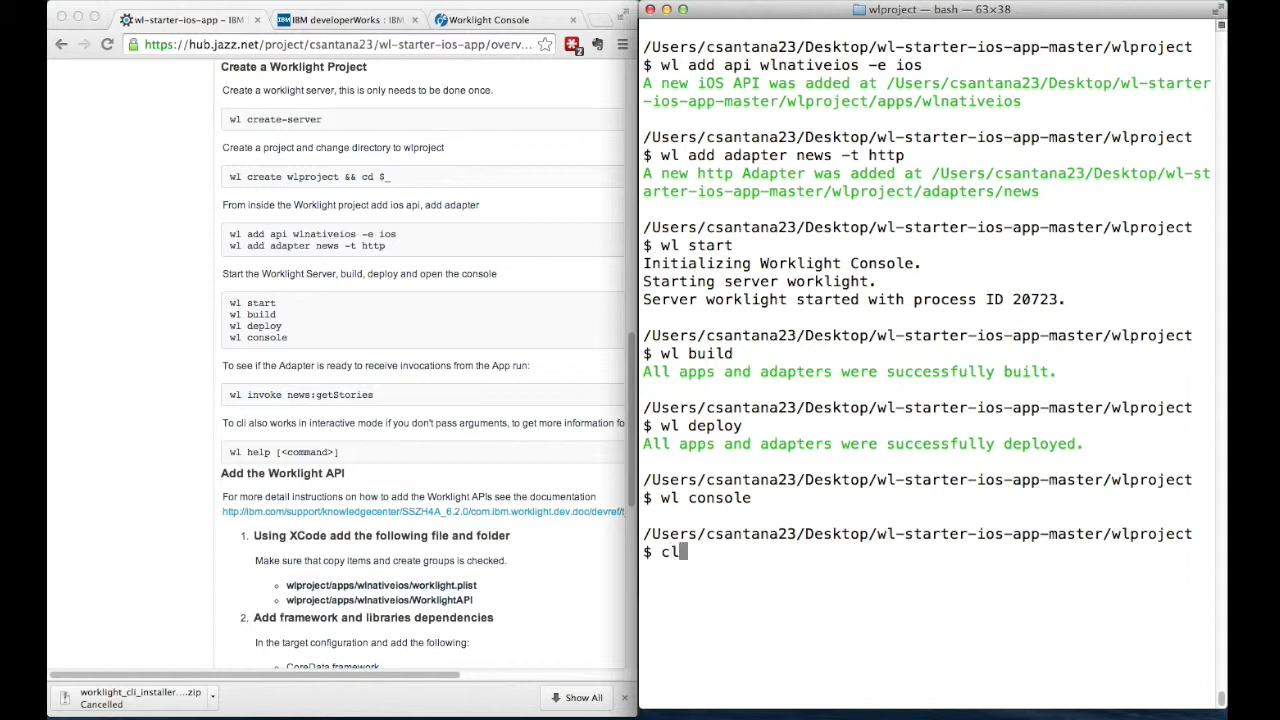 wl-starter-ios-app – IBM
IBM developerWorks : IBM
Worklight Console
https://hub.jazz.net/project/csantana23/wl-starter-ios-app/overv...
2
Create a Worklight Project
Create a worklight server, this is only needs to be done once.
wl create-server
Create a project and change directory to wlproject
wl create wlproject && cd $_
From inside the Worklight project add ios api, add adapter
wl add api wlnativeios -e ios
wl add adapter news -t http
Start the Worklight Server, build, deploy and open the console
wl start
wl build
wl deploy
wl console
To see if the Adapter is ready to receive invocations from the App run:
wl invoke news:getStories
To cli also works in interactive mode if you don't pass arguments, to get more information fo
wl help [<command>]
Add the Worklight API
For more detail instructions on how to add the Worklight APIs see the documentation
http://ibm.com/support/knowledgecenter/SSZH4A_6.2.0/com.ibm.worklight.dev.doc/devref/t
1. Using XCode add the following file and folder
Make sure that copy items and create groups is checked.
wlproject/apps/wlnativeios/worklight.plist
wlproject/apps/wlnativeios/WorklightAPI
2. Add framework and libraries dependencies
In the target configuration and add the following:
CoreData framework
worklight_cli_installer....zip
Cancelled
Show All
wlproject — bash — 63×38
/Users/csantana23/Desktop/wl-starter-ios-app-master/wlproject
$ wl add api wlnativeios -e ios
A new iOS API was added at /Users/csantana23/Desktop/wl-starter
-ios-app-master/wlproject/apps/wlnativeios
/Users/csantana23/Desktop/wl-starter-ios-app-master/wlproject
$ wl add adapter news -t http
A new http Adapter was added at /Users/csantana23/Desktop/wl-st
arter-ios-app-master/wlproject/adapters/news
/Users/csantana23/Desktop/wl-starter-ios-app-master/wlproject
$ wl start
Initializing Worklight Console.
Starting server worklight.
Server worklight started with process ID 20723.
/Users/csantana23/Desktop/wl-starter-ios-app-master/wlproject
$ wl build
All apps and adapters were successfully built.
/Users/csantana23/Desktop/wl-starter-ios-app-master/wlproject
$ wl deploy
All apps and adapters were successfully deployed.
/Users/csantana23/Desktop/wl-starter-ios-app-master/wlproject
$ wl console
/Users/csantana23/Desktop/wl-starter-ios-app-master/wlproject
$ cl